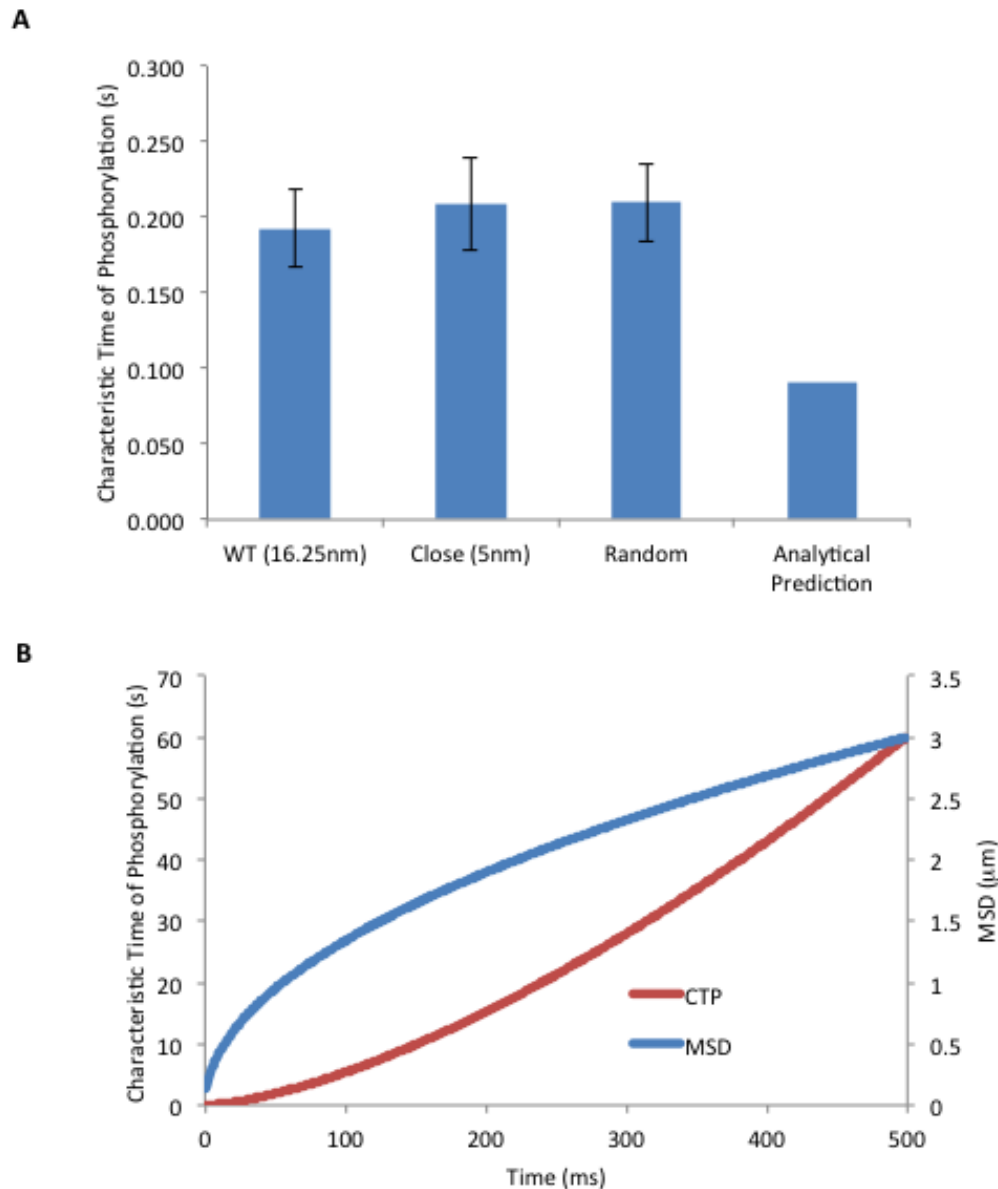 A
Characteristic Time of Phosphorylation (s)
0.300
0.250
0.200
0.150
0.100
0.050
0.000
WT (16.25nm)
Close (5nm)
Random
Analytical
Prediction
B
Characteristic Time of Phosphorylation (s)
70
60
50
40
30
20
10
0
3.5
3
2.5
2
1.5
1
0.5
0
MSD (μm)
CTP
MSD
0
100
200
300
400
500
Time (ms)